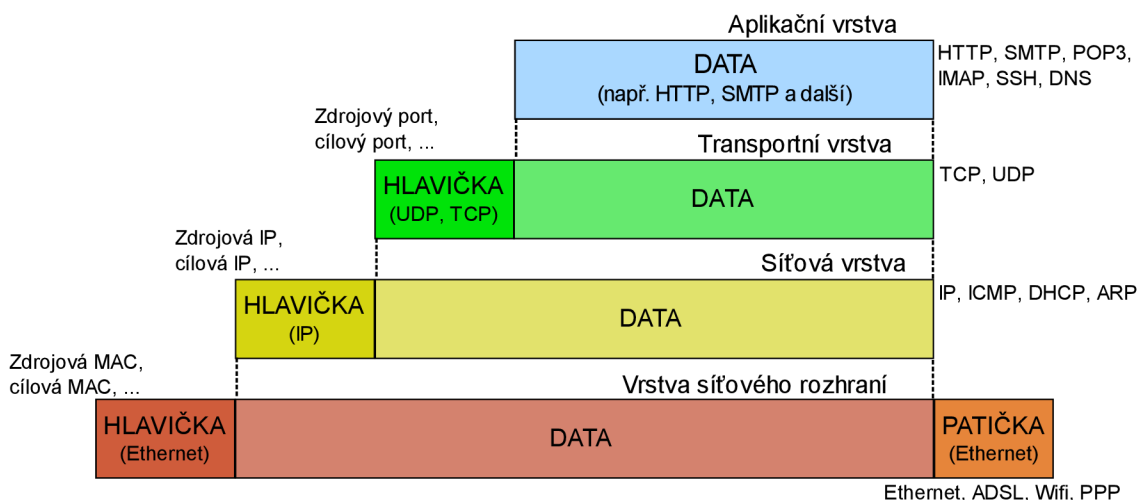 Aplikační vrstva
DATA
(např. HTTP, SMTP a další)
HTTP, SMTP, POP3,
IMAP, SSH, DNS
Zdrojový port,
cílový port, ...
Transportní vrstva
HLAVIČKA
(UDP, TCP)
DATA
TCP, UDP
Zdrojová IP,
cílová IP, ...
Síťová vrstva
HLAVIČKA
(IP)
DATA
IP, ICMP, DHCP, ARP
Zdrojová MAC,
cílová MAC, ...
Vrstva síťového rozhraní
HLAVIČKA
(Ethernet)
DATA
PATIČKA
(Ethernet)
Ethernet, ADSL, Wifi, PPP